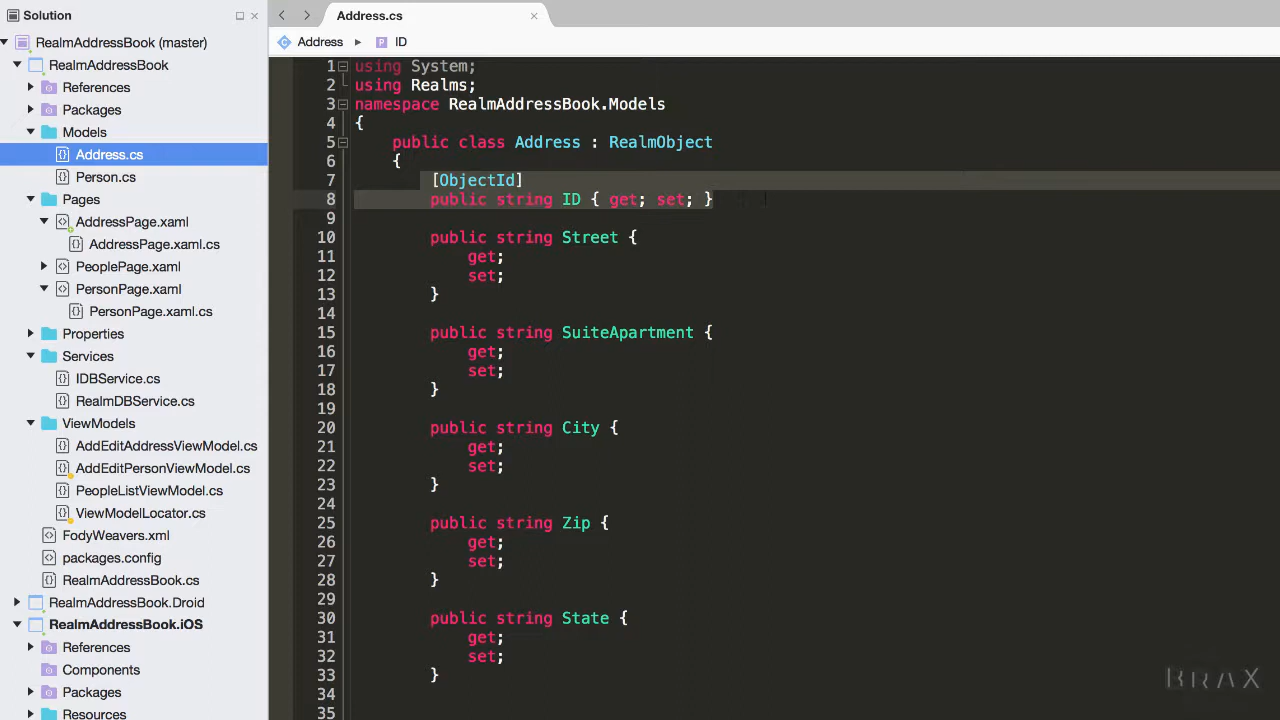 Solution
RealmAddressBook (master)
RealmAddressBook
References
Packages
Models
Address.cs
Person.cs
Pages
AddressPage.xaml
AddressPage.xaml.cs
PeoplePage.xaml
PersonPage.xaml
PersonPage.xaml.cs
Properties
Services
IDBService.cs
RealmDBService.cs
ViewModels
AddEditAddressViewModel.cs
AddEditPersonViewModel.cs
PeopleListViewModel.cs
ViewModelLocator.cs
FodyWeavers.xml
packages.config
RealmAddressBook.cs
RealmAddressBook.Droid
RealmAddressBook.iOS
References
Components
Packages
Resources
Address.cs
Address ▸ ID
1 using System;
2 using Realms;
3 namespace RealmAddressBook.Models
4 {
5 public class Address : RealmObject
6 {
7 [ObjectId]
8 public string ID { get; set; }
9
10 public string Street {
11 get;
12 set;
13 }
14
15 public string SuiteApartment {
16 get;
17 set;
18 }
19
20 public string City {
21 get;
22 set;
23 }
24
25 public string Zip {
26 get;
27 set;
28 }
29
30 public string State {
31 get;
32 set;
33 }
34
35
BRAX